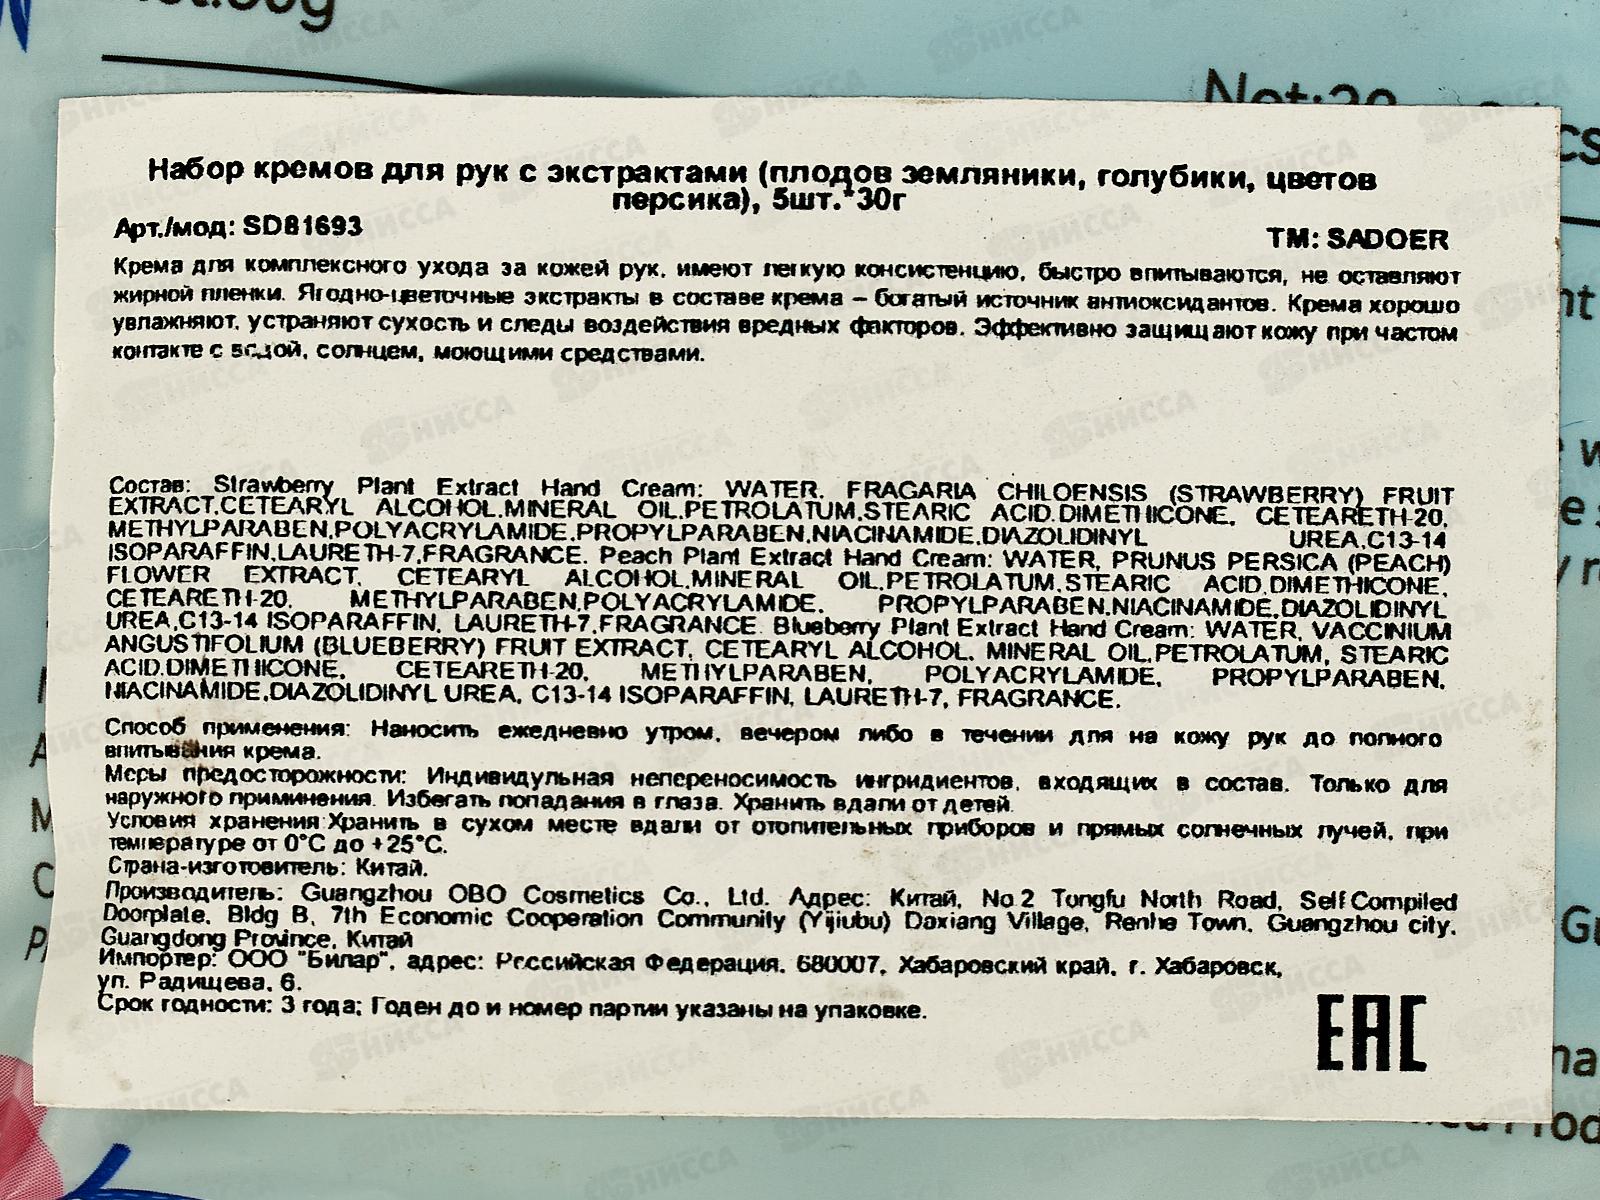 Набор кремов для рук с экстрактами (плодов земляники, голубики, цветов
персика), 5шт.*30г
Арт./мод: SD81693
ТМ: SADOER
Крема для комплексного ухода за кожей рук, имеют легкую консистенцию, быстро впитываются, не оставляют
жирной пленки. Ягодно-цветочные экстракты в составе крема – богатый источник антиоксидантов. Крема хорошо
увлажняют, устраняют сухость и следы воздействия вредных факторов. Эффективно защищают кожу при частом
контакте с водой, солнцем, моющими средствами.
Состав: Strawberry Plant Extract Hand Cream: WATER, FRAGARIA CHILOENSIS (STRAWBERRY) FRUIT
EXTRACT,CETEARYL ALCOHOL,MINERAL OIL,PETROLATUM,STEARIC ACID,DIMETHICONE, CETEARETH-20,
METHYLPARABEN,POLYACRYLAMIDE,PROPYLPARABEN,NIACINAMIDE,DIAZOLIDINYL UREA,C13-14
ISOPARAFFIN,LAURETH-7,FRAGRANCE. Peach Plant Extract Hand Cream: WATER, PRUNUS PERSICA (PEACH)
FLOWER EXTRACT, CETEARYL ALCOHOL,MINERAL OIL,PETROLATUM,STEARIC ACID,DIMETHICONE,
CETEARETH-20, METHYLPARABEN,POLYACRYLAMIDE, PROPYLPARABEN,NIACINAMIDE,DIAZOLIDINYL
UREA,C13-14 ISOPARAFFIN, LAURETH-7,FRAGRANCE. Blueberry Plant Extract Hand Cream: WATER, VACCINIUM
ANGUSTIFOLIUM (BLUEBERRY) FRUIT EXTRACT, CETEARYL ALCOHOL, MINERAL OIL,PETROLATUM, STEARIC
ACID,DIMETHICONE, CETEARETH-20, METHYLPARABEN, POLYACRYLAMIDE, PROPYLPARABEN,
NIACINAMIDE,DIAZOLIDINYL UREA, C13-14 ISOPARAFFIN, LAURETH-7, FRAGRANCE.
Способ применения: Наносить ежедневно утром, вечером либо в течении для на кожу рук до полного
впитывания крема.
Меры предосторожности: Индивидульная непереносимость ингридиентов, входящих в состав. Только для
наружного приминения. Избегать попадания в глаза. Хранить вдали от детей.
Условия хранения:Хранить в сухом месте вдали от отопительных приборов и прямых солнечных лучей, при
температуре от 0°С до +25°С.
Страна-изготовитель: Китай.
Производитель: Guangzhou OBO Cosmetics Co., Ltd. Адрес: Китай, No.2 Tongfu North Road, Self Compiled
Doorplate, Bldg B, 7th Economic Cooperation Community (Yijiubu) Daxiang Village, Renhe Town, Guangzhou city,
Guangdong Province, Китай
Импортер: ООО "Билар", адрес: Российская Федерация, 680007, Хабаровский край, г. Хабаровск,
ул. Радищева, 6.
Срок годности: 3 года; Годен до и номер партии указаны на упаковке.
EAC